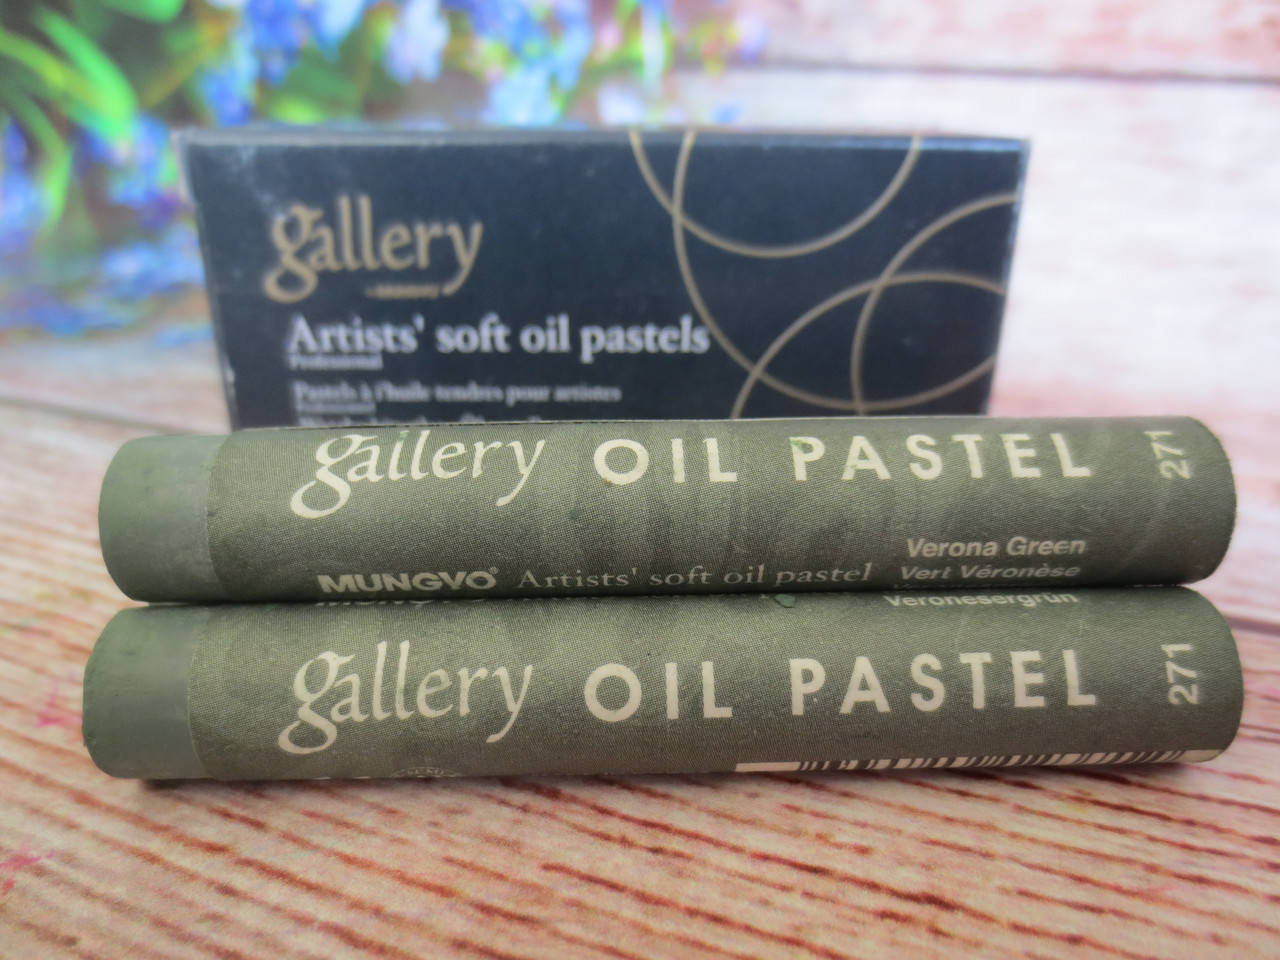 gallery
Artists' soft oil pastels
Professional
Pastels à l'huile tendres pour artistes
gallery OIL PASTEL 271
Verona Green
MUNGYO® Artists' soft oil pastel Vert Véronèse
Veronesergrün
gallery OIL PASTEL 271